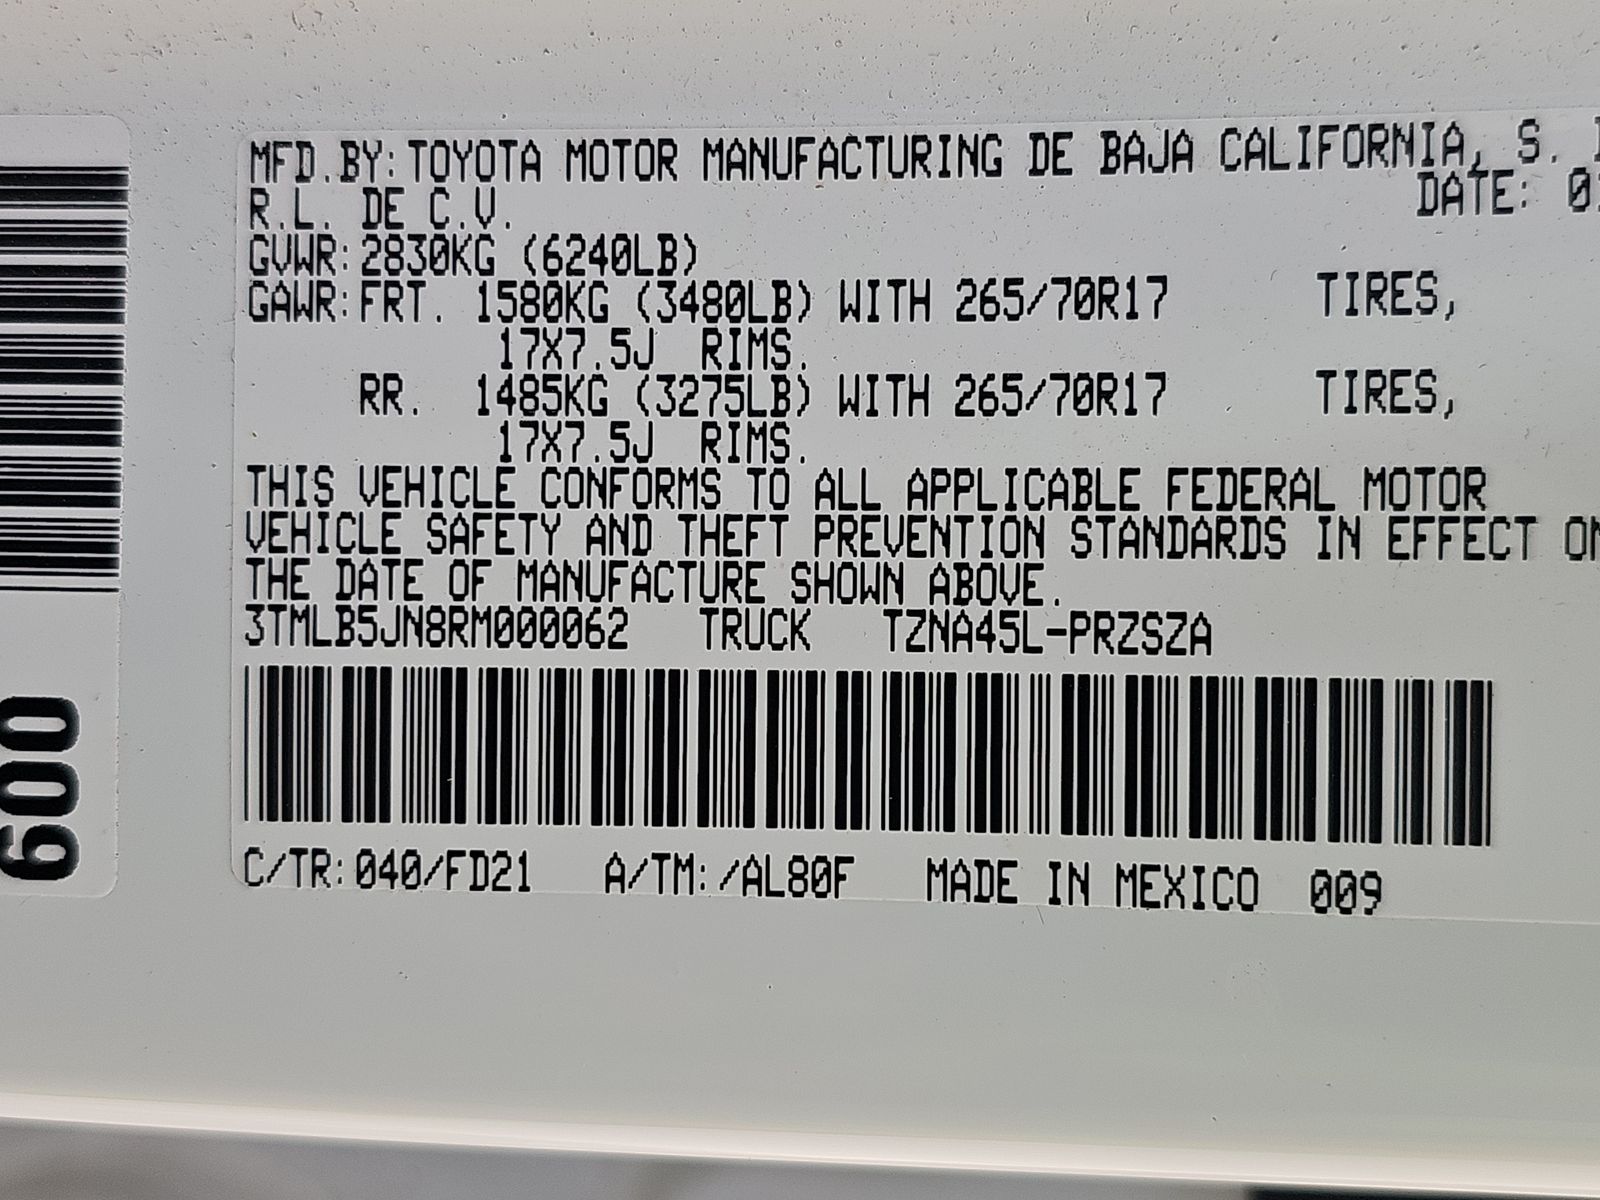 MFD.BY:TOYOTA MOTOR MANUFACTURING DE BAJA CALIFORNIA, S.
R.L. DE C.V. DATE:
GVWR:2830KG (6240LB)
GAWR:FRT. 1580KG (3480LB) WITH 265/70R17 TIRES,
17X7.5J RIMS.
RR. 1485KG (3275LB) WITH 265/70R17 TIRES,
17X7.5J RIMS.
THIS VEHICLE CONFORMS TO ALL APPLICABLE FEDERAL MOTOR
VEHICLE SAFETY AND THEFT PREVENTION STANDARDS IN EFFECT ON
THE DATE OF MANUFACTURE SHOWN ABOVE.
3TMLB5JN8RM000062 TRUCK TZNA45L-PRZSZA
C/TR:040/FD21 A/TM:/AL80F MADE IN MEXICO 009
600